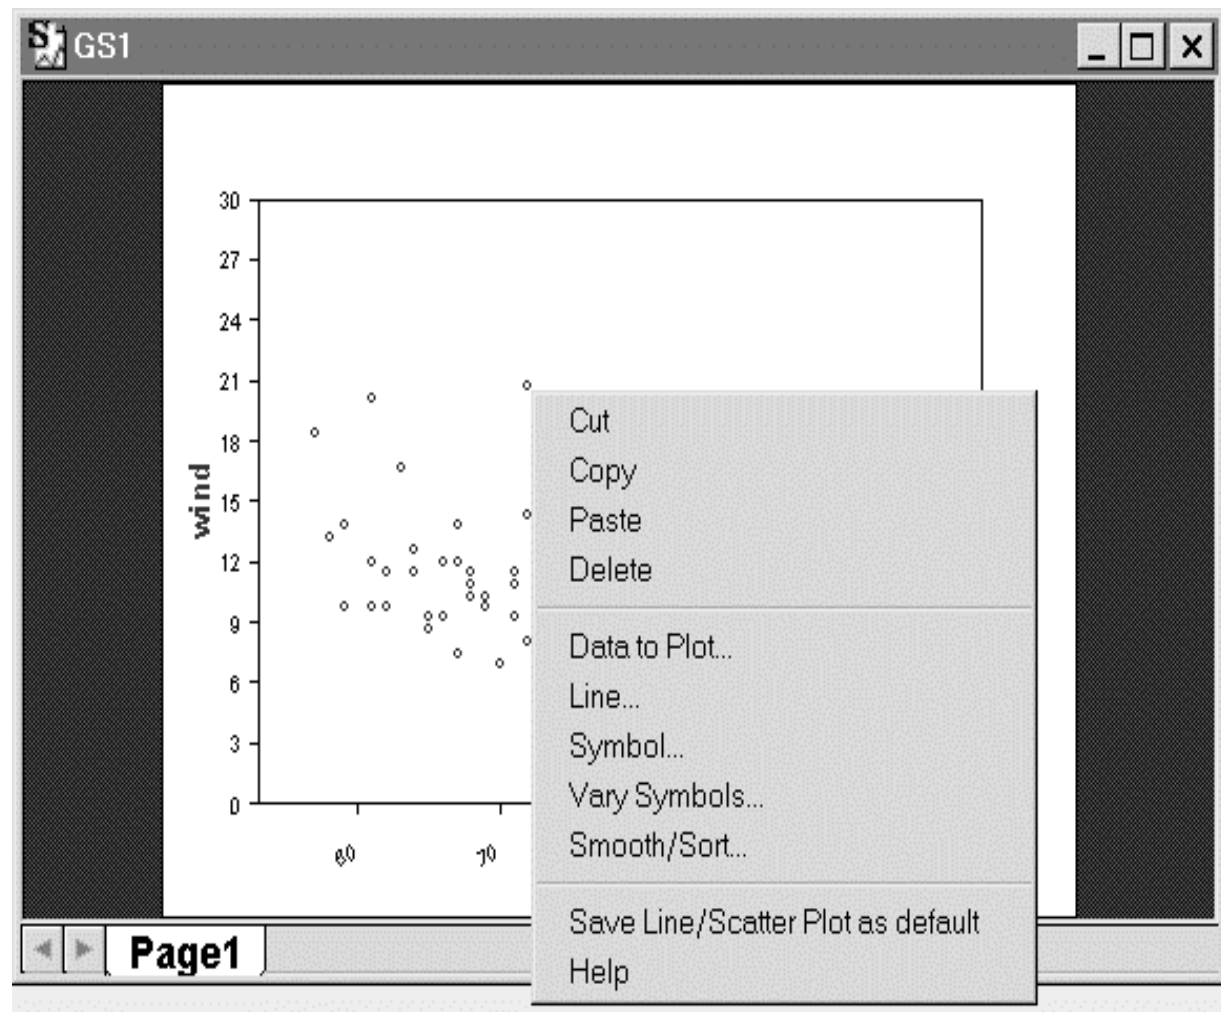 GS1
30
27
24
21
18
15
12
9
6
3
0
wind
60
70
Cut
Copy
Paste
Delete
Data to Plot...
Line...
Symbol...
Vary Symbols...
Smooth/Sort...
Save Line/Scatter Plot as default
Help
Page1